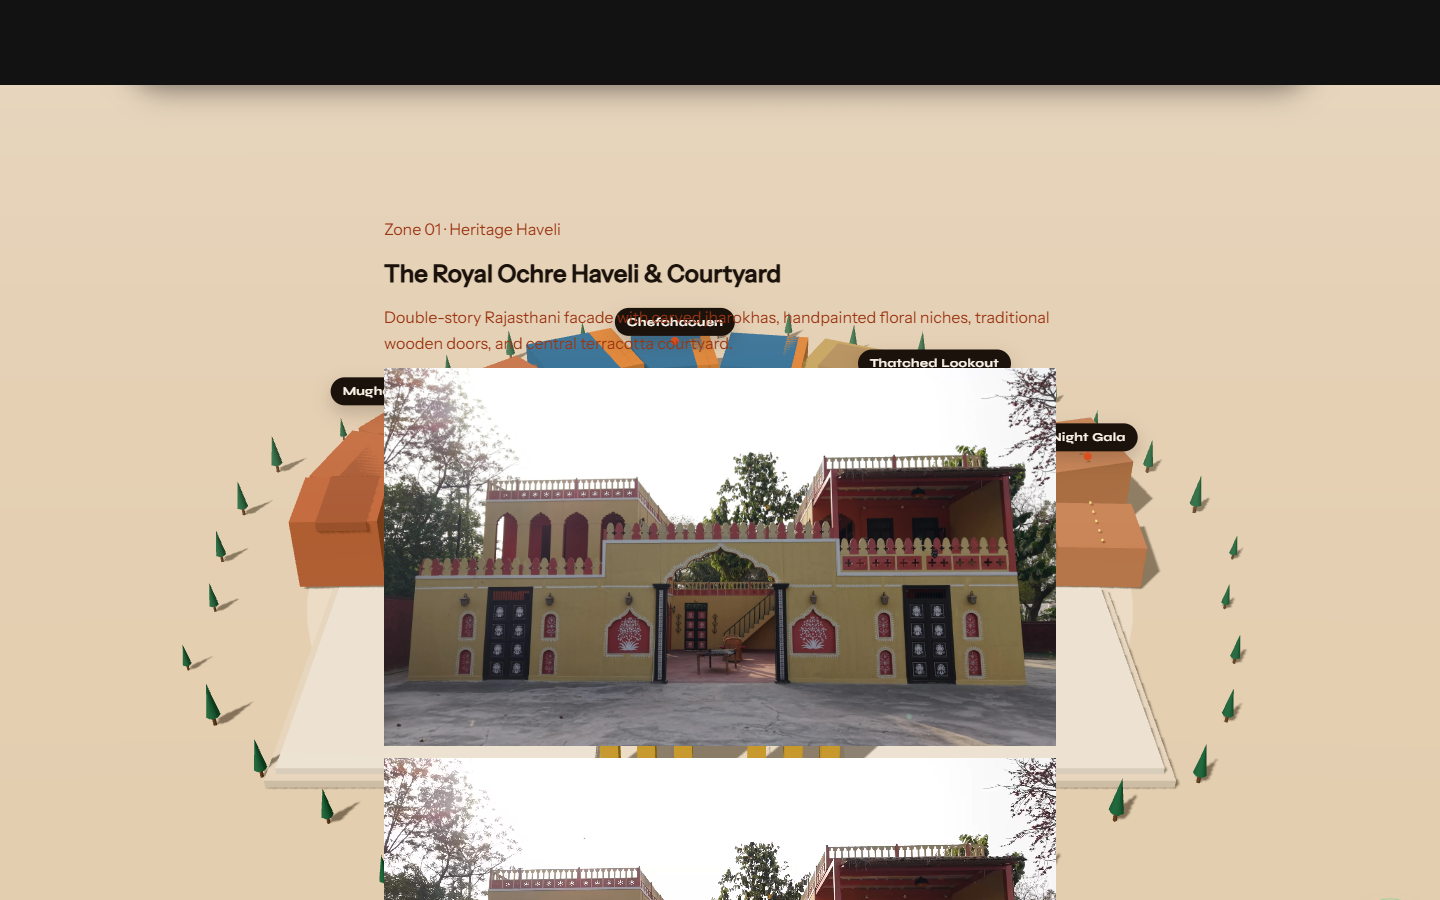 Zone 01 · Heritage Haveli
The Royal Ochre Haveli & Courtyard
Double-story Rajasthani facade with carved jharokhas, handpainted floral niches, traditional
Chefchaouen
wooden doors, and central terracotta courtyard.
Thatched Lookout
Night Gala